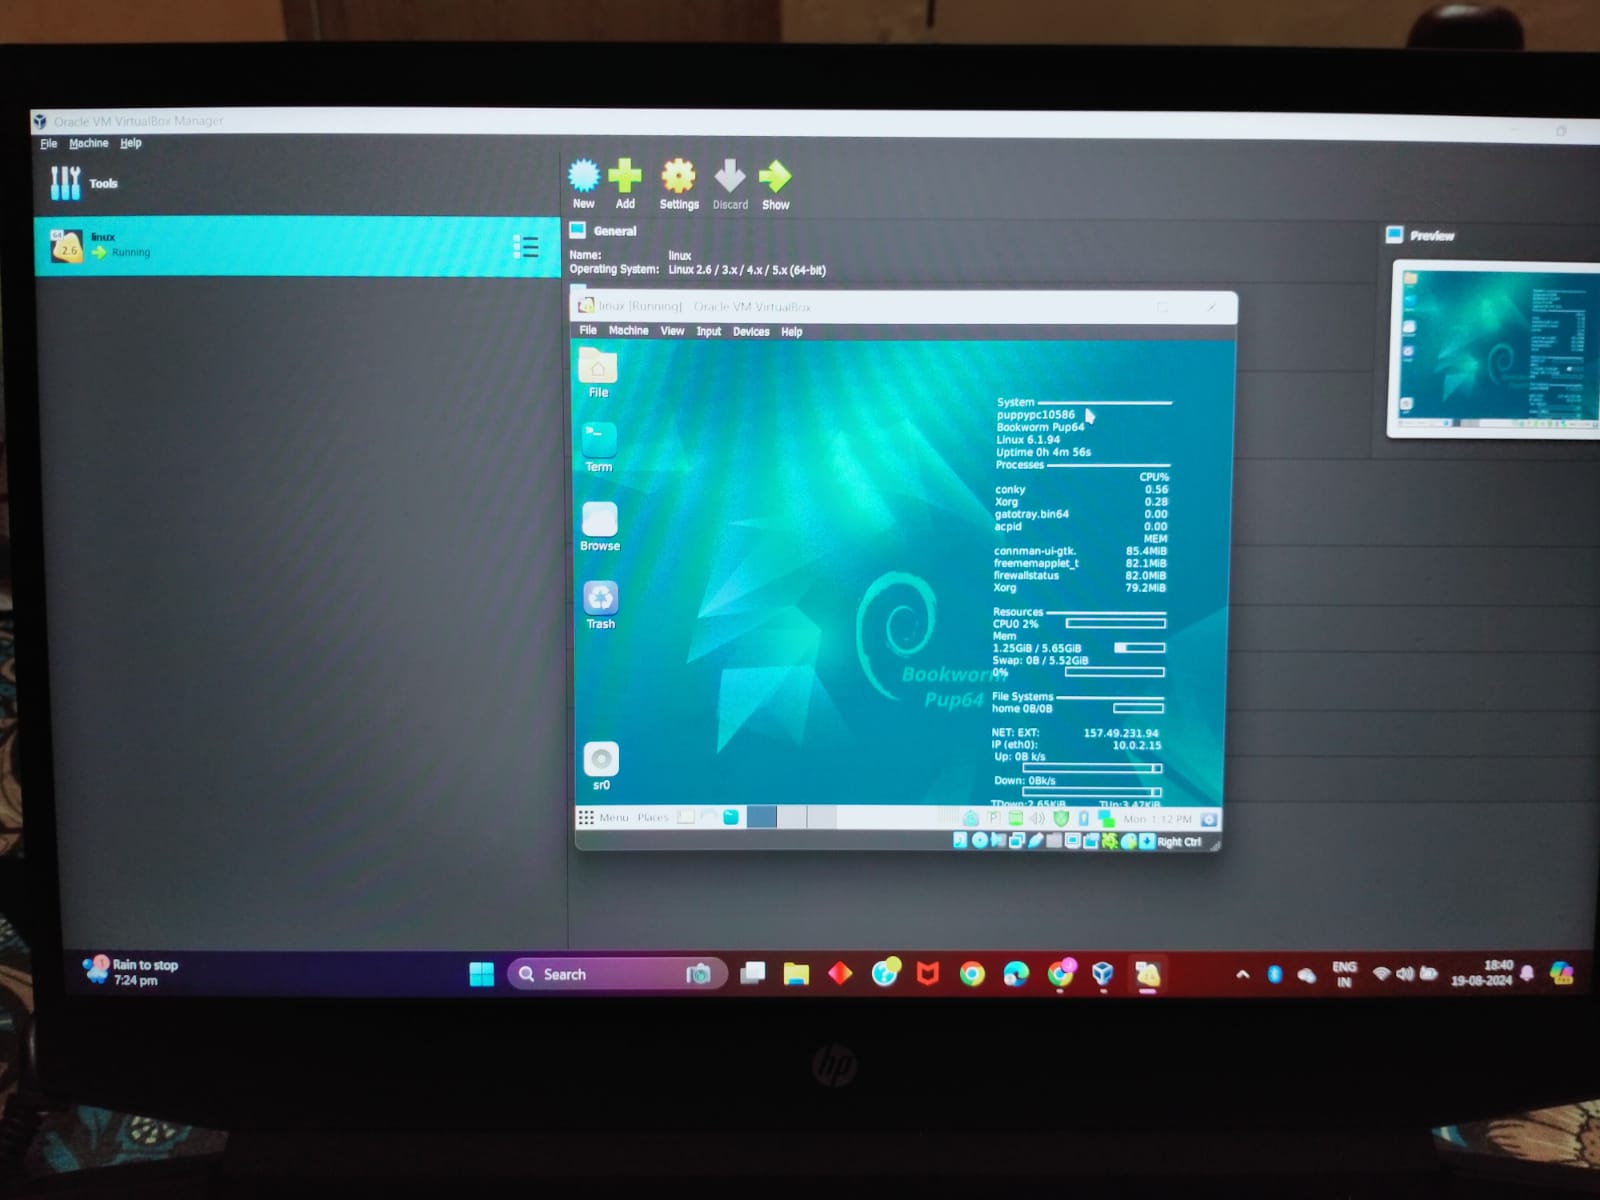 Oracle VM VirtualBox Manager
File Machine Help
Tools
New Add Settings Discard Show
64
2.6
linux
Running
General
Name: linux
Operating System: Linux 2.6 / 3.x / 4.x / 5.x (64-bit)
Preview
linux [Running] Oracle VM VirtualBox
File Machine View Input Devices Help
File
Term
Browse
Trash
sr0
System
puppypc10586
Bookworm Pup64
Linux 6.1.94
Uptime 0h 4m 56s
Processes
CPU%
conky 0.56
Xorg 0.28
gatotray.bin64 0.00
acpid 0.00
MEM
connman-ui-gtk. 85.4MiB
freememapplet_t 82.1MiB
firewallstatus 82.0MiB
Xorg 79.2MiB
Resources
CPU0 2%
Mem
1.25GiB / 5.65GiB
Swap: 0B / 5.52GiB
0%
Bookworm
Pup64
File Systems
home 0B/0B
NET: EXT: 157.49.231.94
IP (eth0): 10.0.2.15
Up: 0B k/s
Down: 0Bk/s
TDown:2.65KiB TUp:3.42KiB
Menu Places Mon 1:12 PM
Right Ctrl
1
Rain to stop
7:24 pm
Search
ENG
IN
18:40
19-08-2024
hp